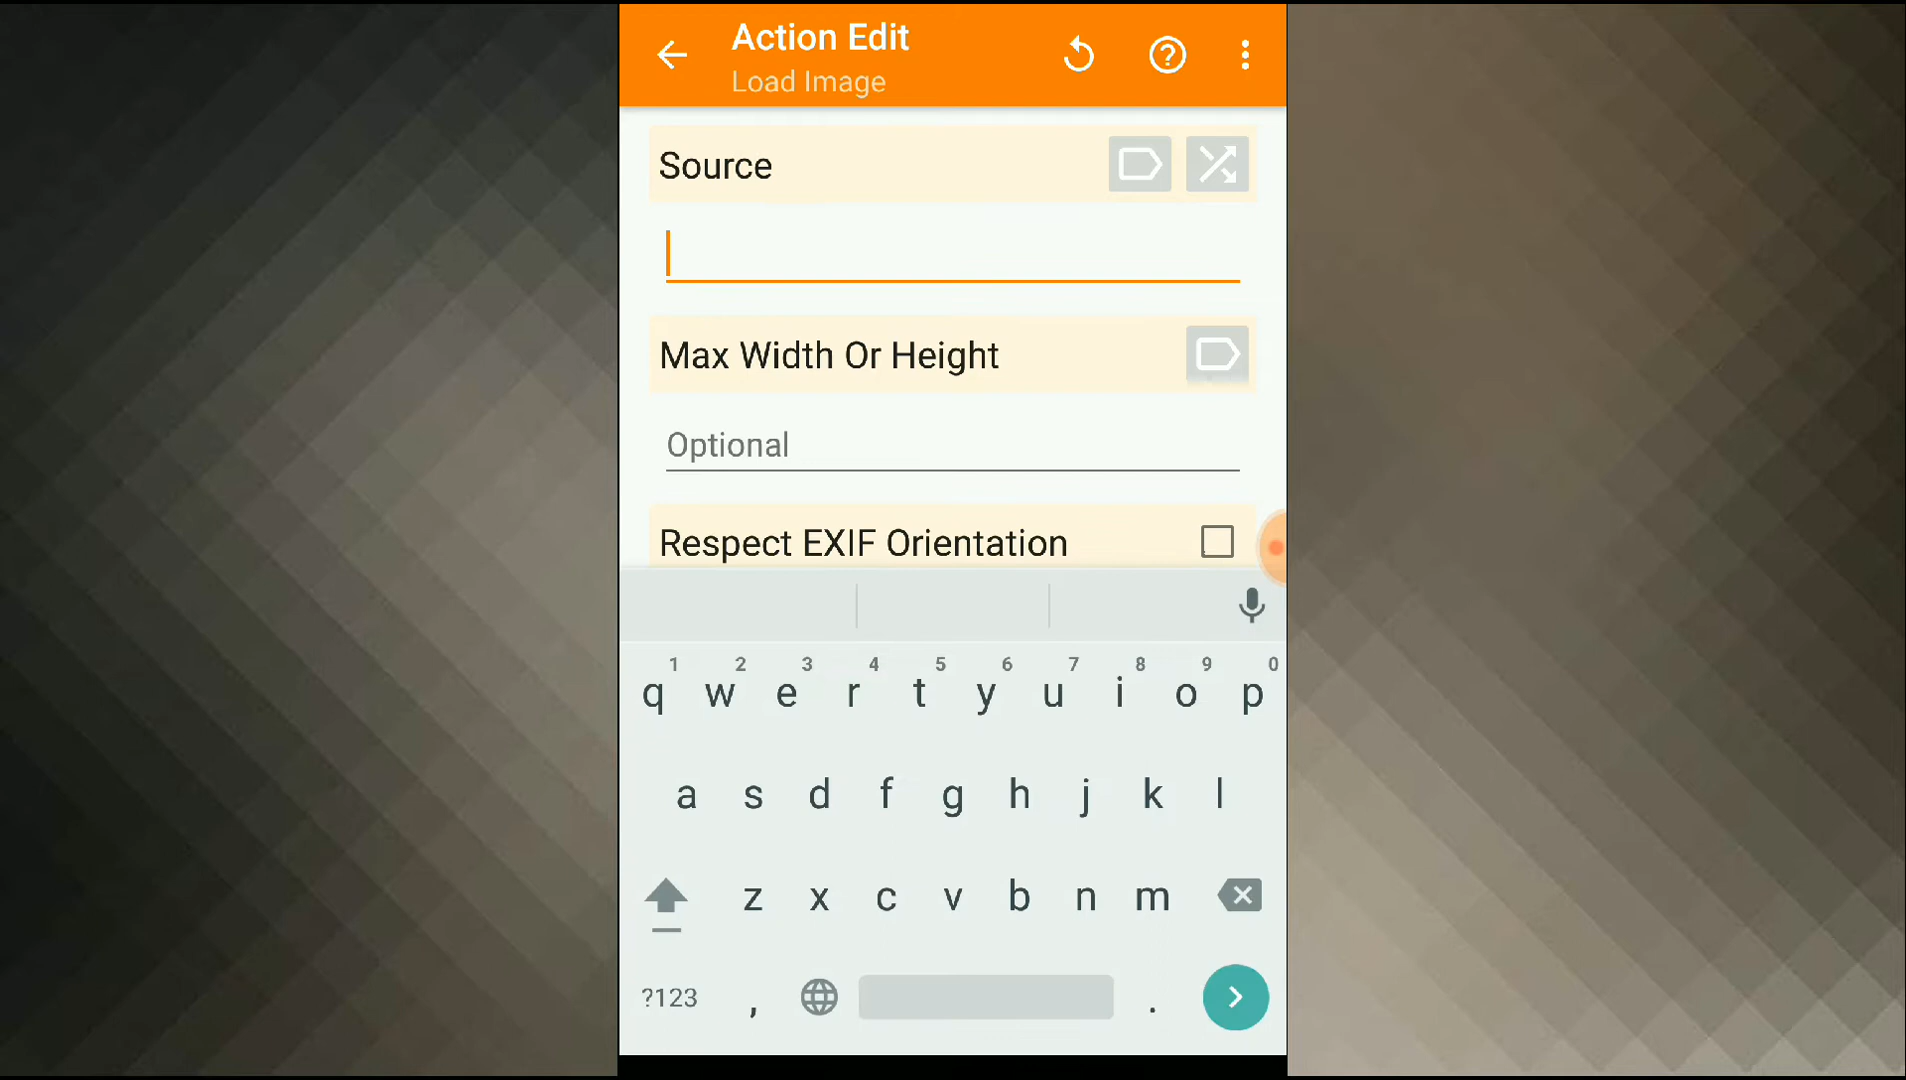 Action Edit
Load Image
Source
Max Width Or Height
Optional
Respect EXIF Orientation
1 2 3 4 5 6 7 8 9 0
q w e r t y u i o p
a s d f g h j k l
z x c v b n m
?123 , .